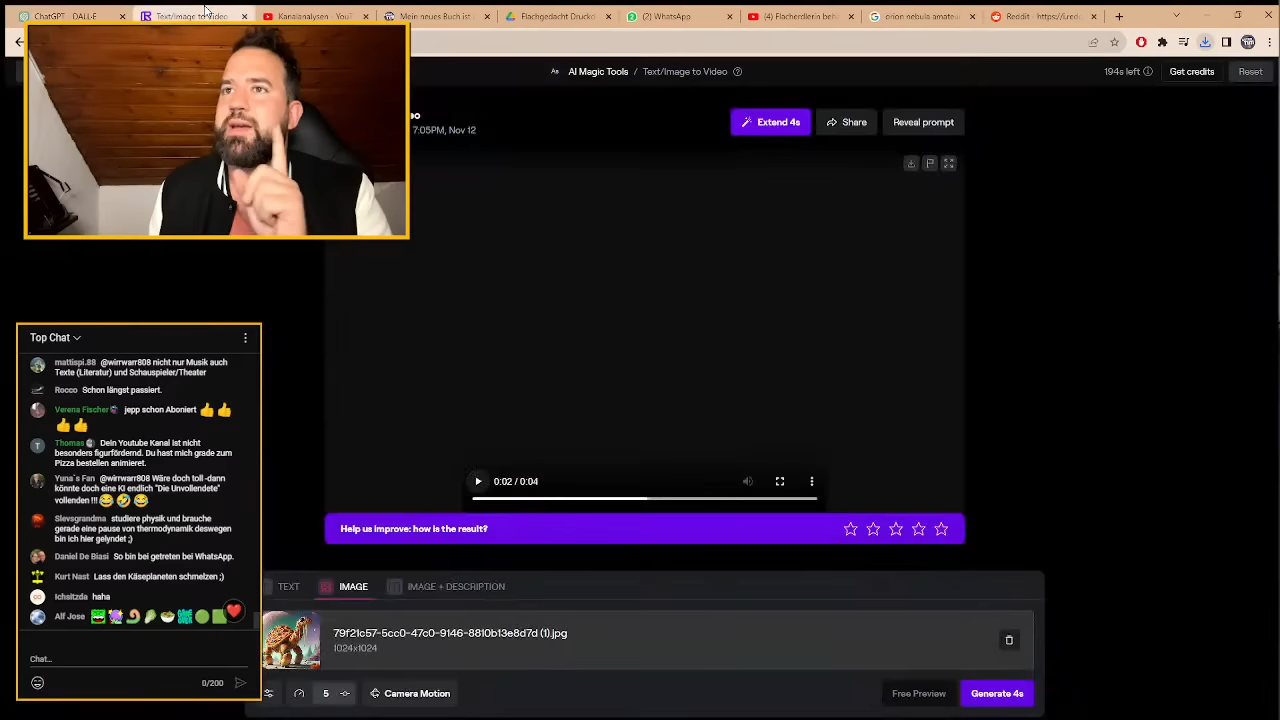 ChatGPT - DALL-E
Text/Image to Video
Kanalanalysen - YouT
Mein neues Buch ist
Flachgedacht Druckd
(2) WhatsApp
(4) Flacherdlerin beh
orion nebula amateu
Reddit - https://i.redd
AI Magic Tools / Text/Image to Video
194s left
Get credits
Reset
7:05PM, Nov 12
Extend 4s
Share
Reveal prompt
0:02 / 0:04
Help us improve: how is the result?
TEXT
IMAGE
IMAGE + DESCRIPTION
79f21c57-5cc0-47c0-9146-8810b13e8d7d (1).jpg
1024×1024
5
Camera Motion
Free Preview
Generate 4s
Top Chat
mattispi.88 @wirrwarr808 nicht nur Musik auch
Texte (Literatur) und Schauspieler/Theater
Rocco Schon längst passiert.
Verena Fischer jepp schon Aboniert
Thomas Dein Youtube Kanal ist nicht
besonders figurfördernd. Du hast mich grade zum
Pizza bestellen animieret.
Yuna´s Fan @wirrwarr808 Wäre doch toll -dann
könnte doch eine KI endlich "Die Unvollendete"
vollenden !!!
Slevsgrandma studiere physik und brauche
gerade eine pause von thermodynamik deswegen
bin ich hier gelyndet ;)
Daniel De Biasi So bin bei getreten bei WhatsApp.
Kurt Nast Lass den Käseplaneten schmelzen ;)
Ichsitzda haha
Alf Jose
Chat...
0/200